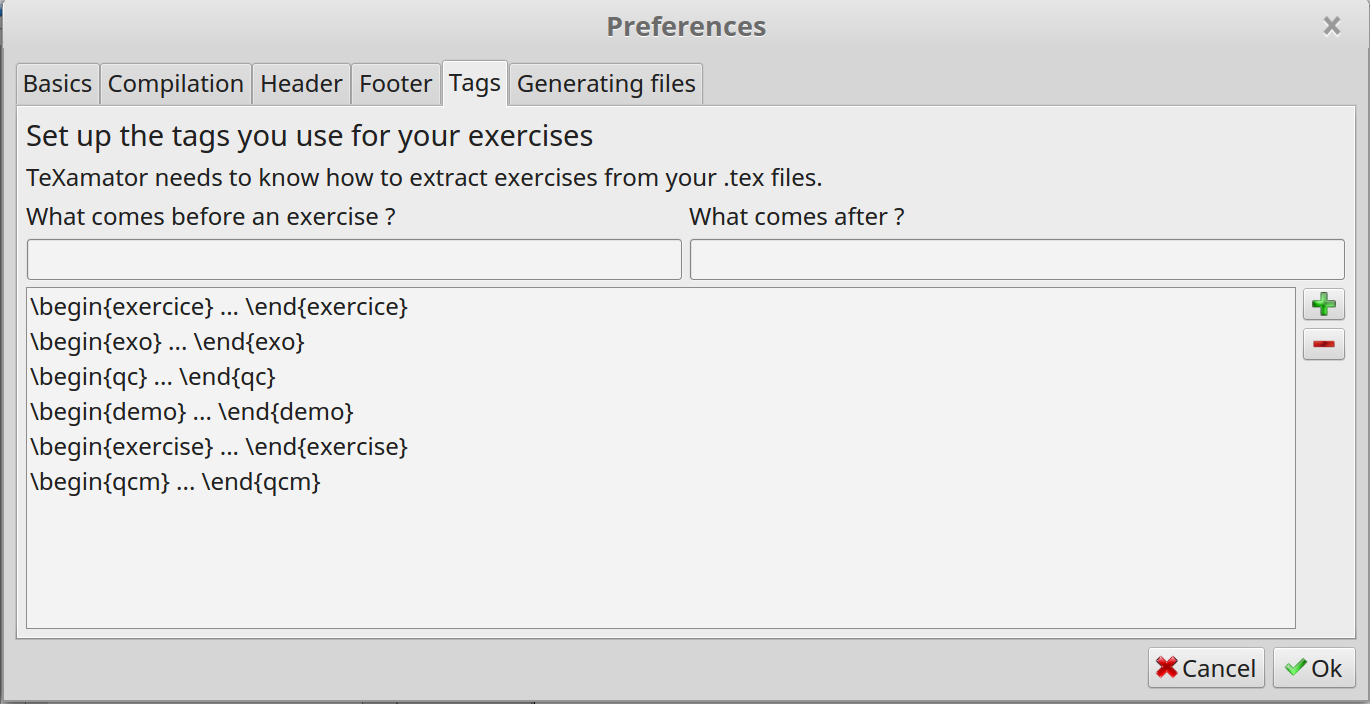 Preferences
Basics Compilation Header Footer Tags Generating files
Set up the tags you use for your exercises
TeXamator needs to know how to extract exercises from your .tex files.
What comes before an exercise ? What comes after ?
\begin{exercice} ... \end{exercice}
\begin{exo} ... \end{exo}
\begin{qc} ... \end{qc}
\begin{demo} ... \end{demo}
\begin{exercise} ... \end{exercise}
\begin{qcm} ... \end{qcm}
Cancel Ok